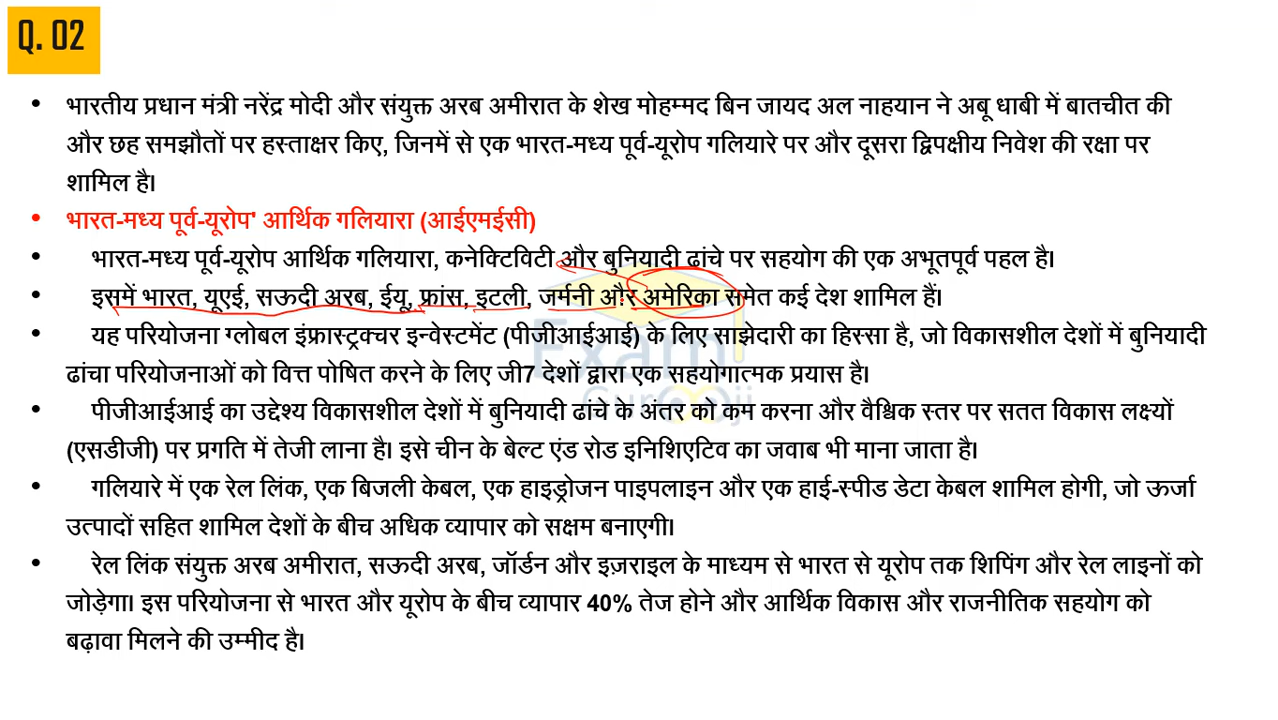 Q. 02
• भारतीय प्रधान मंत्री नरेंद्र मोदी और संयुक्त अरब अमीरात के शेख मोहम्मद बिन जायद अल नाहयान ने अबू धाबी में बातचीत की
और छह समझौतों पर हस्ताक्षर किए, जिनमें से एक भारत-मध्य पूर्व-यूरोप गलियारे पर और दूसरा द्विपक्षीय निवेश की रक्षा पर
शामिल है।
• भारत-मध्य पूर्व-यूरोप' आर्थिक गलियारा (आईएमईसी)
• भारत-मध्य पूर्व-यूरोप आर्थिक गलियारा, कनेक्टिविटी और बुनियादी ढांचे पर सहयोग की एक अभूतपूर्व पहल है।
• इसमें भारत, यूएई, सऊदी अरब, ईयू, फ्रांस, इटली, जर्मनी और अमेरिका समेत कई देश शामिल हैं।
• यह परियोजना ग्लोबल इंफ्रास्ट्रक्चर इन्वेस्टमेंट (पीजीआईआई) के लिए साझेदारी का हिस्सा है, जो विकासशील देशों में बुनियादी
ढांचा परियोजनाओं को वित्त पोषित करने के लिए जी7 देशों द्वारा एक सहयोगात्मक प्रयास है।
• पीजीआईआई का उद्देश्य विकासशील देशों में बुनियादी ढांचे के अंतर को कम करना और वैश्विक स्तर पर सतत विकास लक्ष्यों
(एसडीजी) पर प्रगति में तेजी लाना है। इसे चीन के बेल्ट एंड रोड इनिशिएटिव का जवाब भी माना जाता है।
• गलियारे में एक रेल लिंक, एक बिजली केबल, एक हाइड्रोजन पाइपलाइन और एक हाई-स्पीड डेटा केबल शामिल होगी, जो ऊर्जा
उत्पादों सहित शामिल देशों के बीच अधिक व्यापार को सक्षम बनाएगी।
• रेल लिंक संयुक्त अरब अमीरात, सऊदी अरब, जॉर्डन और इज़राइल के माध्यम से भारत से यूरोप तक शिपिंग और रेल लाइनों को
जोड़ेगा। इस परियोजना से भारत और यूरोप के बीच व्यापार 40% तेज होने और आर्थिक विकास और राजनीतिक सहयोग को
बढ़ावा मिलने की उम्मीद है।
Exam
Gurooji